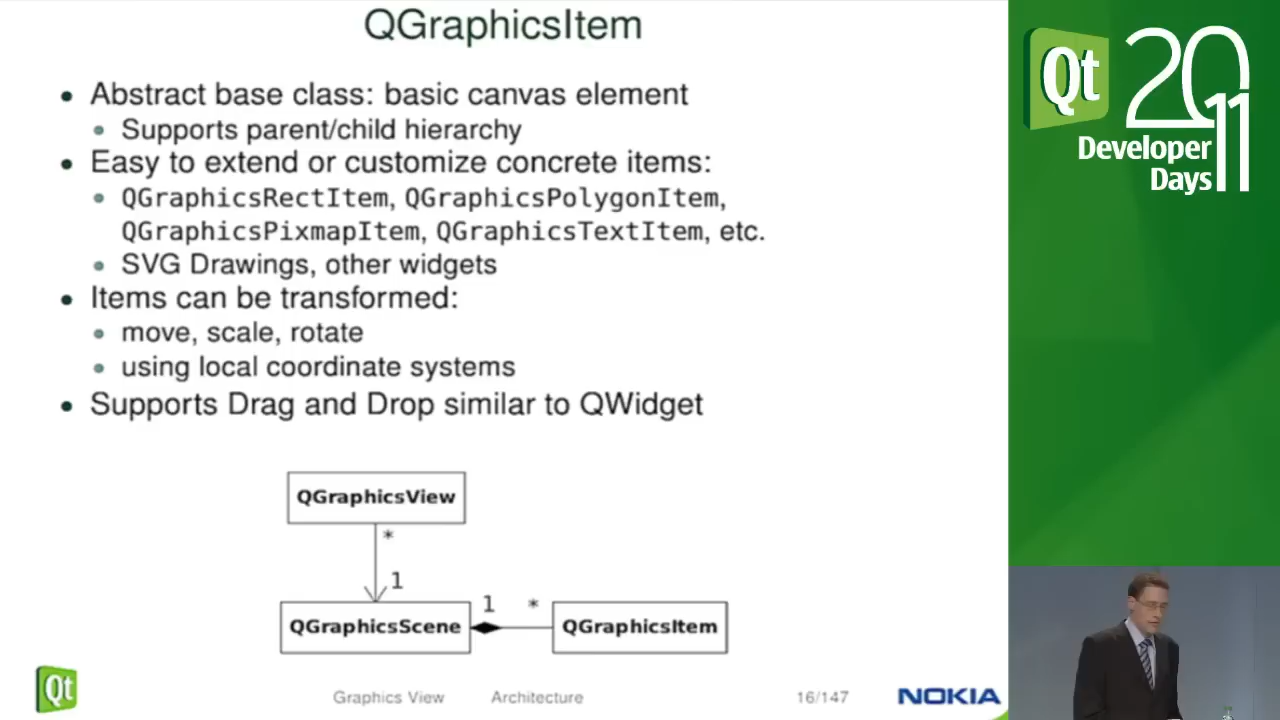 QGraphicsItem
• Abstract base class: basic canvas element
• Supports parent/child hierarchy
• Easy to extend or customize concrete items:
• QGraphicsRectItem, QGraphicsPolygonItem,
QGraphicsPixmapItem, QGraphicsTextItem, etc.
• SVG Drawings, other widgets
• Items can be transformed:
• move, scale, rotate
• using local coordinate systems
• Supports Drag and Drop similar to QWidget
QGraphicsView
*
1
QGraphicsScene
1 *
QGraphicsItem
Qt
Graphics View Architecture 16/147
NOKIA
Qt 2011
Developer
Days